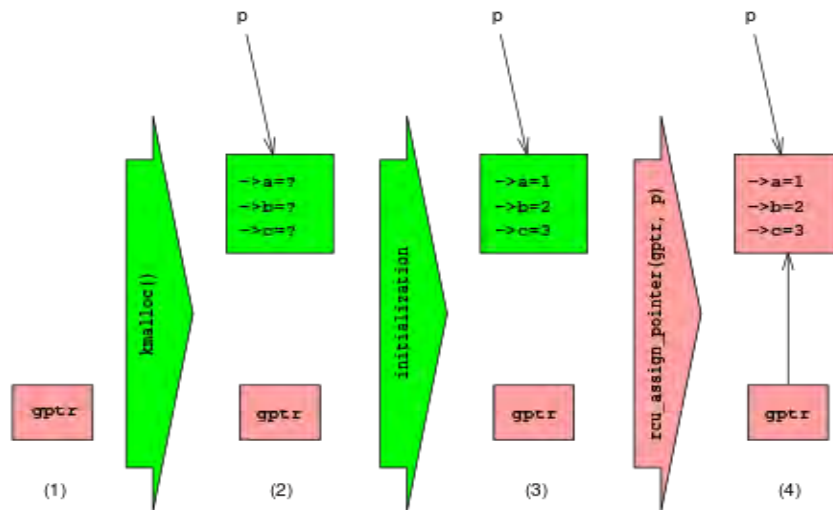 p
p
p
->a=?
->b=?
->c=?
->a=1
->b=2
->c=3
->a=1
->b=2
->c=3
kmalloc()
initialization
rcu_assign_pointer(gptr, p)
gptr
gptr
gptr
gptr
(1)
(2)
(3)
(4)